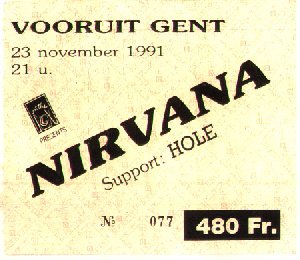 VOORUIT GENT
23 november 1991
21 u.
PRESENTS
NIRVANA
Support: HOLE
№ 077
480 Fr.